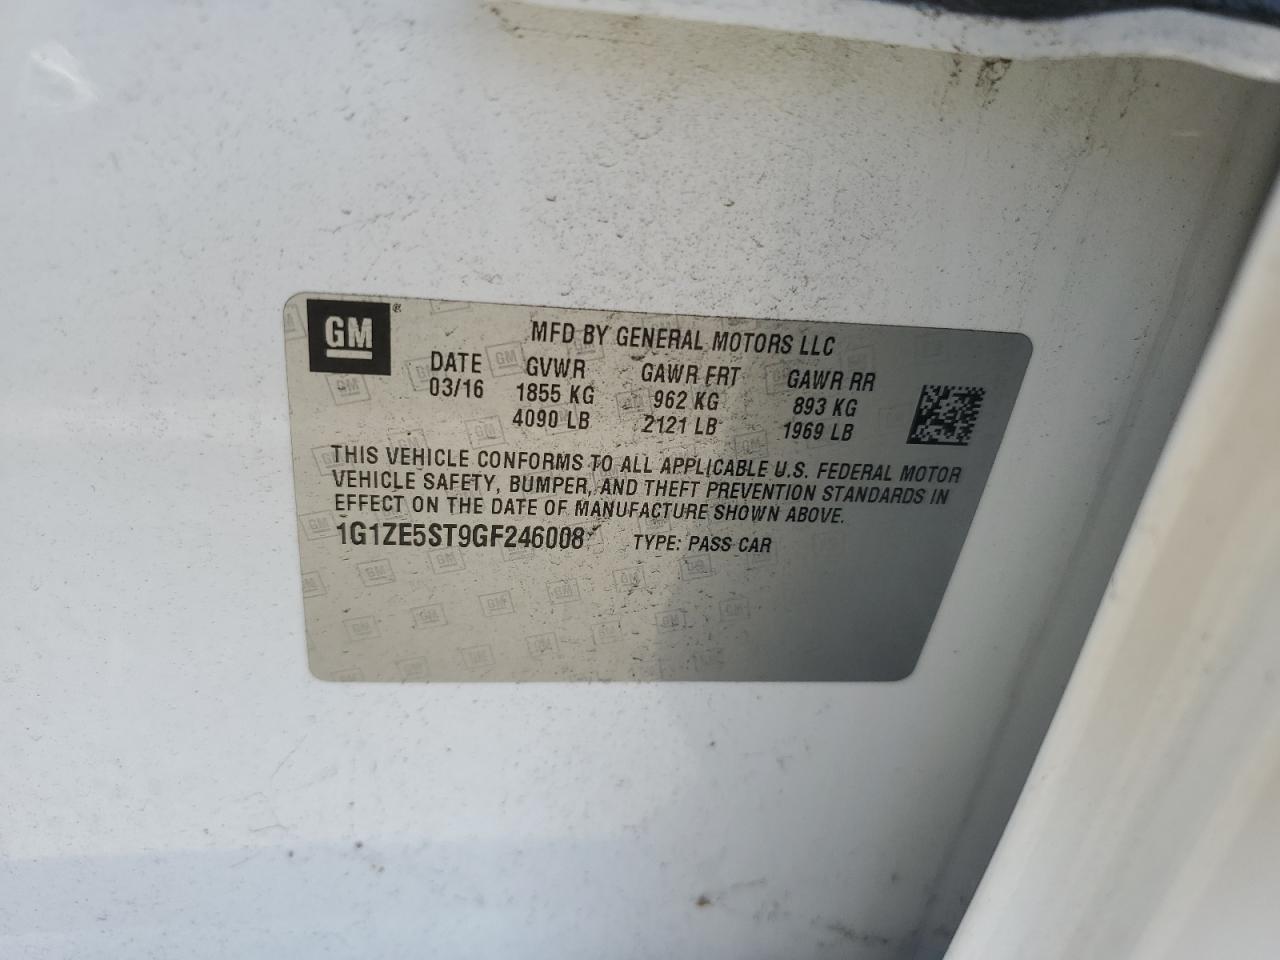 GM ®
MFD BY GENERAL MOTORS LLC
DATE GVWR GAWR FRT GAWR RR
03/16 1855 KG 962 KG 893 KG
4090 LB 2121 LB 1969 LB
THIS VEHICLE CONFORMS TO ALL APPLICABLE U.S. FEDERAL MOTOR
VEHICLE SAFETY, BUMPER, AND THEFT PREVENTION STANDARDS IN
EFFECT ON THE DATE OF MANUFACTURE SHOWN ABOVE.
1G1ZE5ST9GF246008 TYPE: PASS CAR